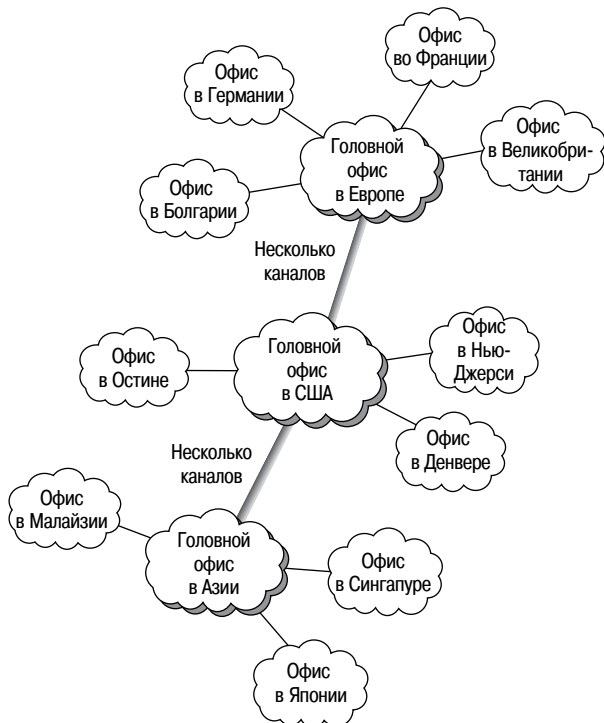 Офис
во Франции
Офис
в Германии
Головной
офис
в Европе
Офис
в Великобри-
тании
Офис
в Болгарии
Несколько
каналов
Офис
в Остине
Головной
офис
в США
Офис
в Нью-
Джерси
Офис
в Денвере
Несколько
каналов
Офис
в Малайзии
Головной
офис
в Азии
Офис
в Сингапуре
Офис
в Японии